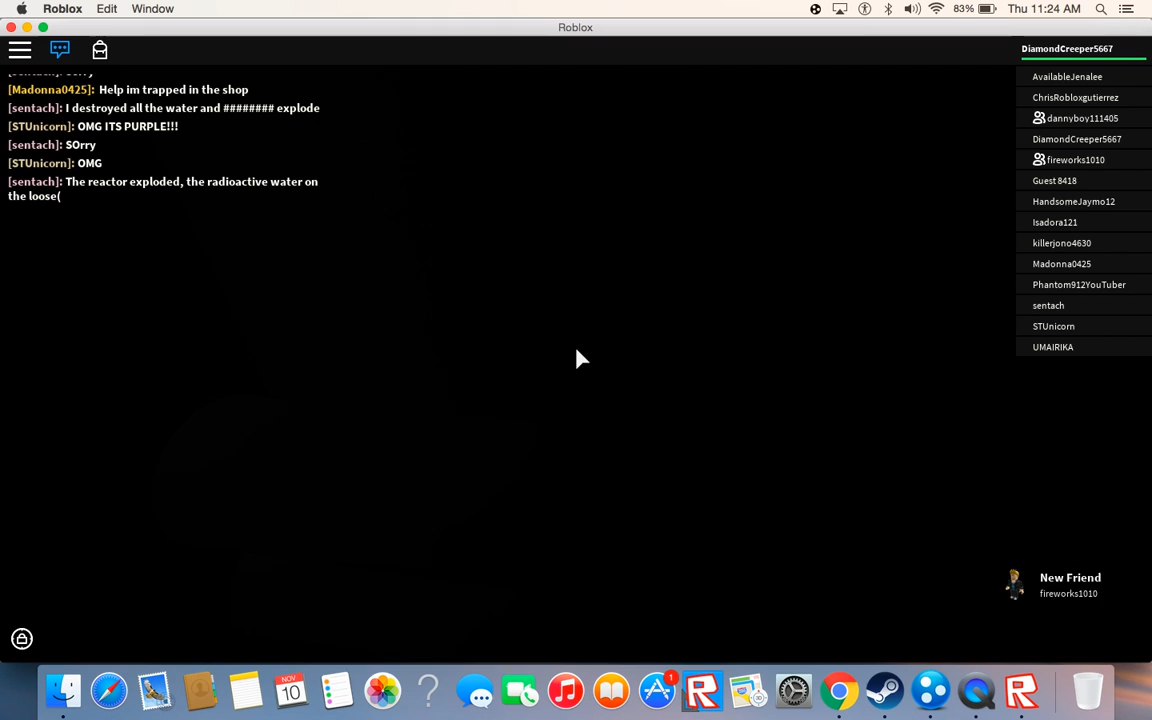 Roblox Edit Window 83% Thu 11:24 AM
Roblox
DiamondCreeper5667
[Madonna0425]: Help im trapped in the shop
[sentach]: I destroyed all the water and ######## explode
[STUnicorn]: OMG ITS PURPLE!!!
[sentach]: SOrry
[STUnicorn]: OMG
[sentach]: The reactor exploded, the radioactive water on
the loose(
AvailableJenalee
ChrisRobloxgutierrez
dannyboy111405
DiamondCreeper5667
fireworks1010
Guest 8418
HandsomeJaymo12
Isadora121
killerjono4630
Madonna0425
Phantom912YouTuber
sentach
STUnicorn
UMAIRIKA
New Friend
fireworks1010
NOV
10
1